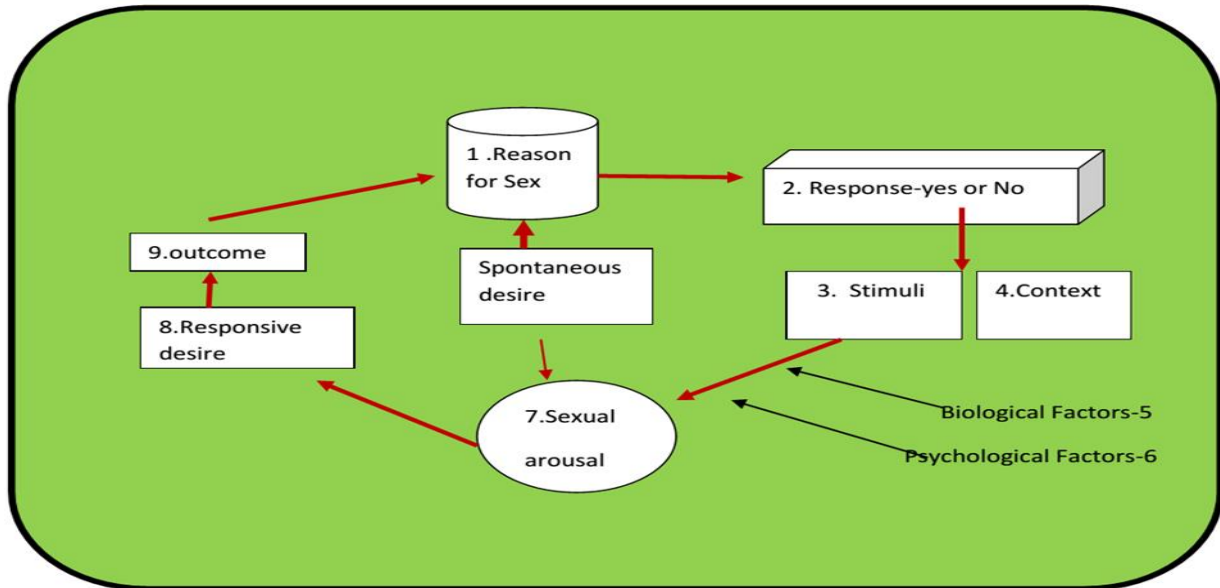 1 .Reason
for Sex
2. Response-yes or No
3. Stimuli
4.Context
Biological Factors-5
Psychological Factors-6
7.Sexual
arousal
Spontaneous
desire
8.Responsive
desire
9.outcome